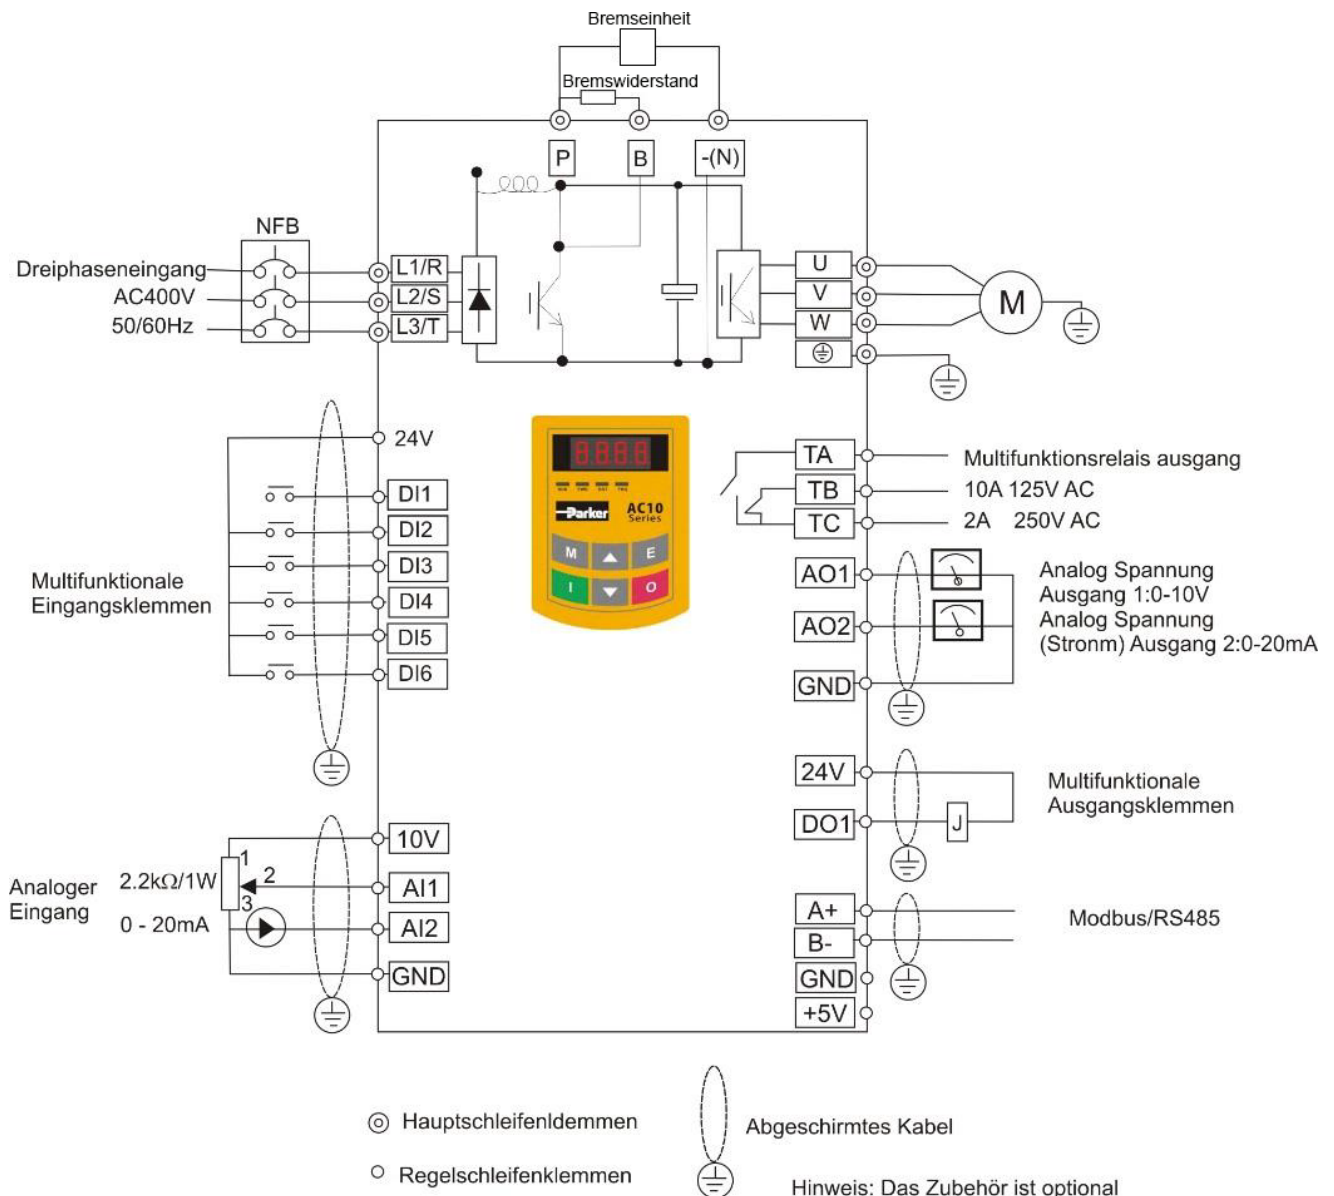 Bremseinheit
Bremswiderstand
P
B
-(N)
NFB
Dreiphaseneingang
AC400V
50/60Hz
L1/R
L2/S
L3/T
U
V
W
M
24V
DI1
DI2
DI3
DI4
DI5
DI6
Multifunktionale
Eingangsklemmen
8.8.8.8
Parker
AC10
Series
M
E
I
O
TA
TB
TC
Multifunktionsrelais ausgang
10A 125V AC
2A 250V AC
AO1
AO2
GND
Analog Spannung
Ausgang 1:0-10V
Analog Spannung
(Stronm) Ausgang 2:0-20mA
24V
DO1
J
Multifunktionale
Ausgangsklemmen
10V
AI1
AI2
GND
1
2
3
2.2kΩ/1W
0 - 20mA
Analoger
Eingang
A+
B-
GND
+5V
Modbus/RS485
Hauptschleifenldemmen
Regelschleifenklemmen
Abgeschirmtes Kabel
Hinweis: Das Zubehör ist optional